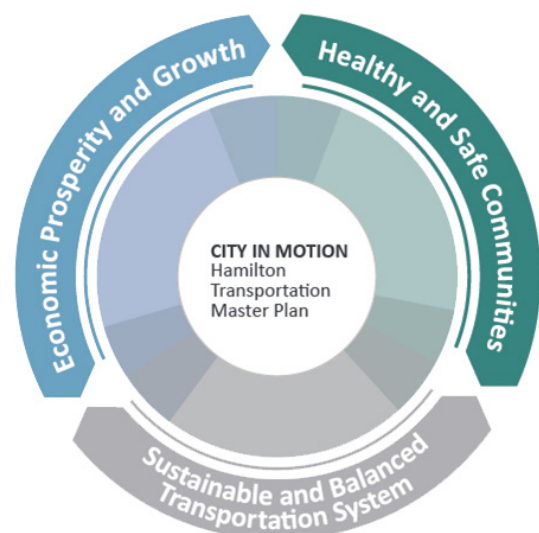 Economic Prosperity and Growth
Healthy and Safe Communities
CITY IN MOTION
Hamilton
Transportation
Master Plan
Sustainable and Balanced
Transportation System